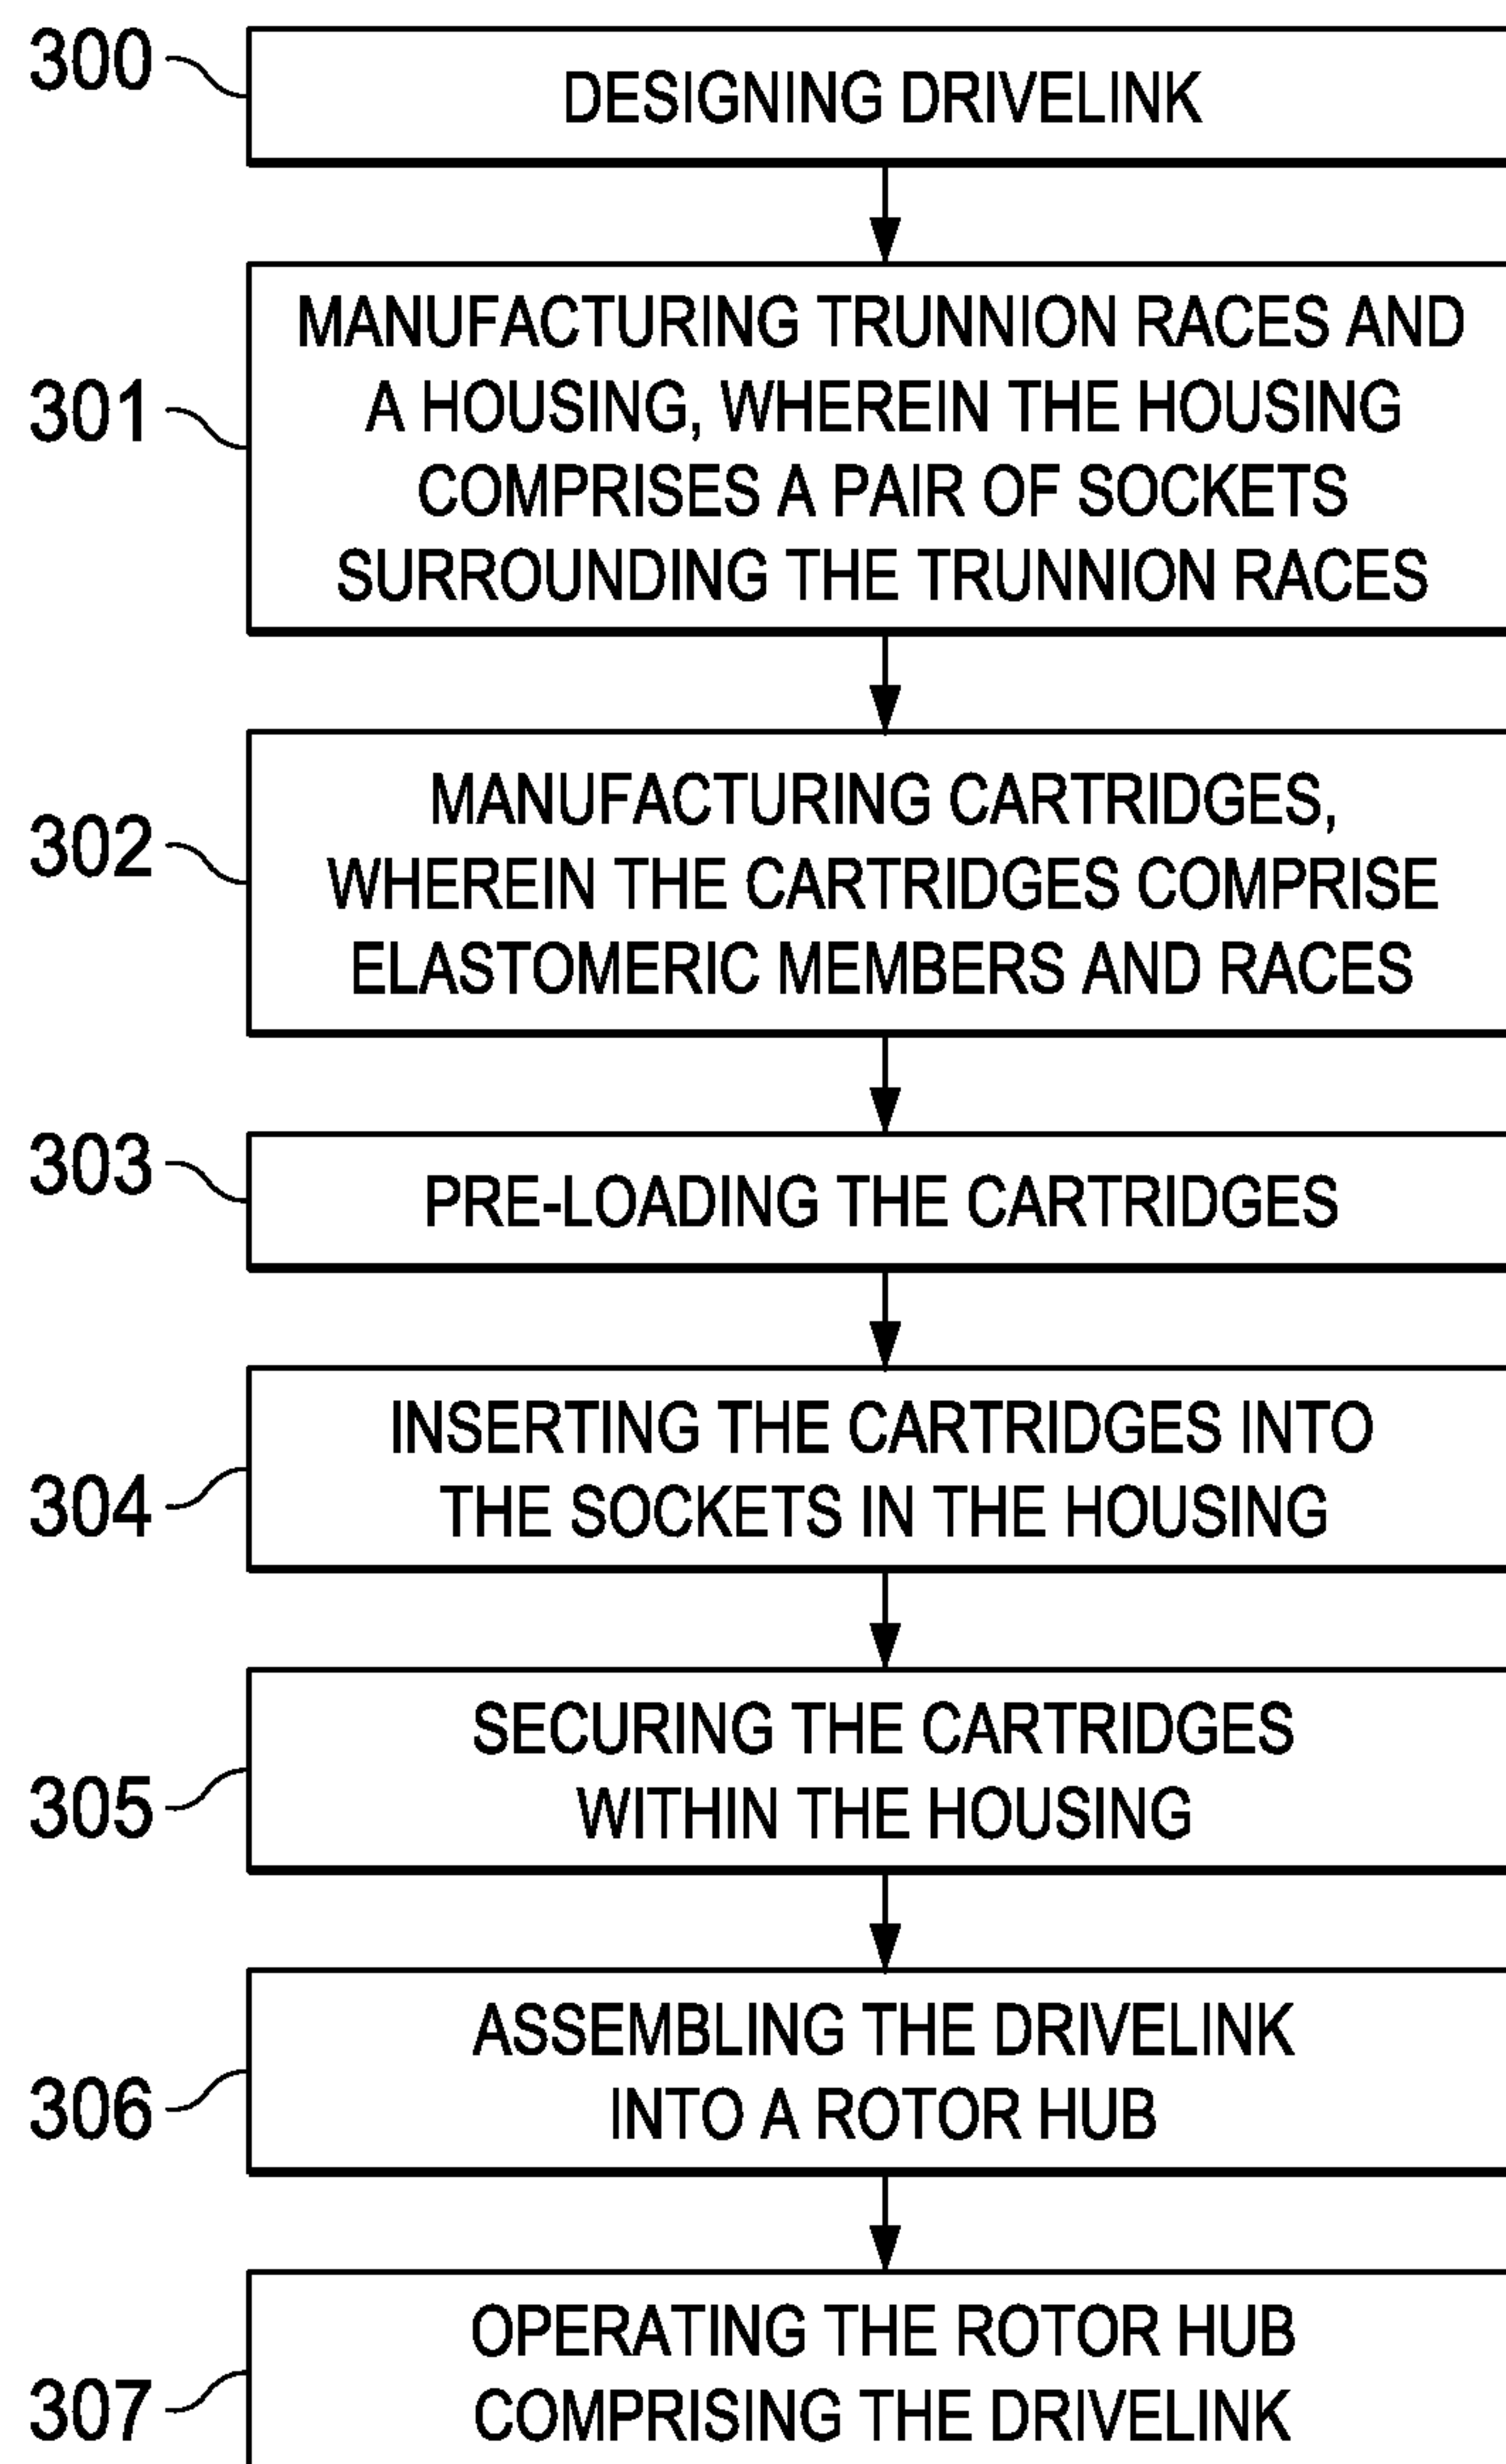 300
DESIGNING DRIVELINK
301
MANUFACTURING TRUNNION RACES AND
A HOUSING, WHEREIN THE HOUSING
COMPRISES A PAIR OF SOCKETS
SURROUNDING THE TRUNNION RACES
302
MANUFACTURING CARTRIDGES,
WHEREIN THE CARTRIDGES COMPRISE
ELASTOMERIC MEMBERS AND RACES
303
PRE-LOADING THE CARTRIDGES
304
INSERTING THE CARTRIDGES INTO
THE SOCKETS IN THE HOUSING
305
SECURING THE CARTRIDGES
WITHIN THE HOUSING
306
ASSEMBLING THE DRIVELINK
INTO A ROTOR HUB
307
OPERATING THE ROTOR HUB
COMPRISING THE DRIVELINK